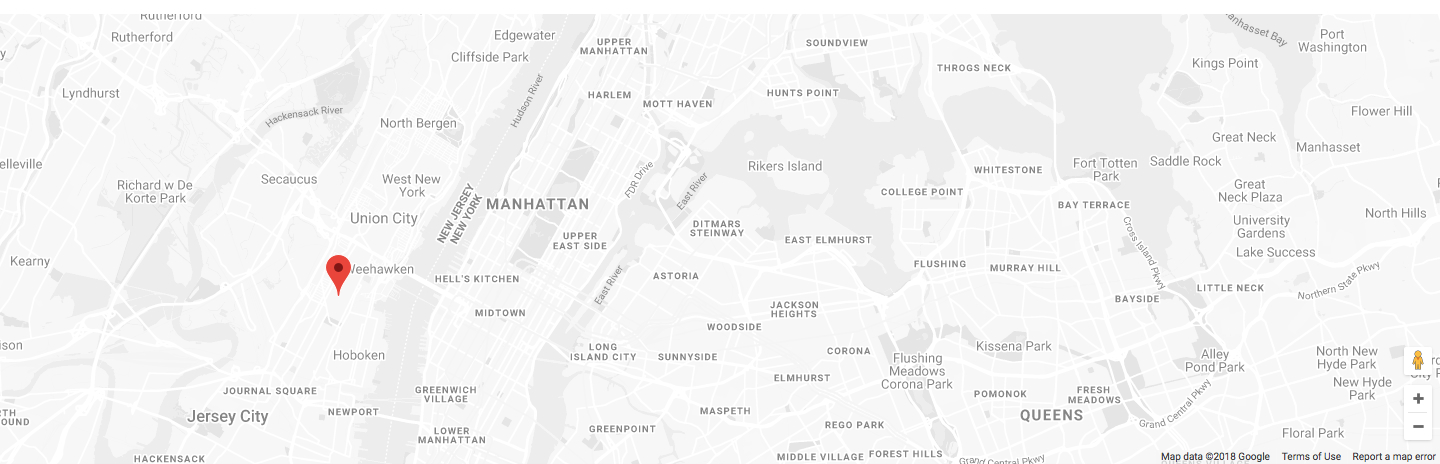 Rutherford
Rutherford
Edgewater
Cliffside Park
UPPER
MANHATTAN
SOUNDVIEW
THROGS NECK
Manhasset Bay
Port
Washington
Kings Point
Lyndhurst
Hackensack River
Hudson River
HARLEM
MOTT HAVEN
HUNTS POINT
Flower Hill
North Bergen
Great Neck
Manhasset
Secaucus
West New
York
Richard w De
Korte Park
FDR Drive
East River
Rikers Island
WHITESTONE
Fort Totten
Park
Saddle Rock
COLLEGE POINT
Great
Neck Plaza
Union City
NEW JERSEY
NEW YORK
MANHATTAN
BAY TERRACE
North Hills
DITMARS
STEINWAY
University
Gardens
UPPER
EAST SIDE
EAST ELMHURST
Cross Island Pkwy
Lake Success
Kearny
Weehawken
HELL'S KITCHEN
East River
ASTORIA
FLUSHING
MURRAY HILL
LITTLE NECK
Northern State Pkwy
BAYSIDE
MIDTOWN
JACKSON
HEIGHTS
WOODSIDE
Hoboken
LONG
ISLAND CITY
SUNNYSIDE
CORONA
Kissena Park
Flushing
Meadows
Corona Park
Alley
Pond Park
North New
Hyde Park
JOURNAL SQUARE
GREENWICH
VILLAGE
ELMHURST
POMONOK
FRESH
MEADOWS
New Hyde
Park
Jersey City
NEWPORT
MASPETH
QUEENS
Grand Central Pkwy
LOWER
MANHATTAN
GREENPOINT
REGO PARK
Floral Park
HACKENSACK
MIDDLE VILLAGE
FOREST HILLS
Grand Central Pkwy
Map data ©2018 Google
Terms of Use
Report a map error